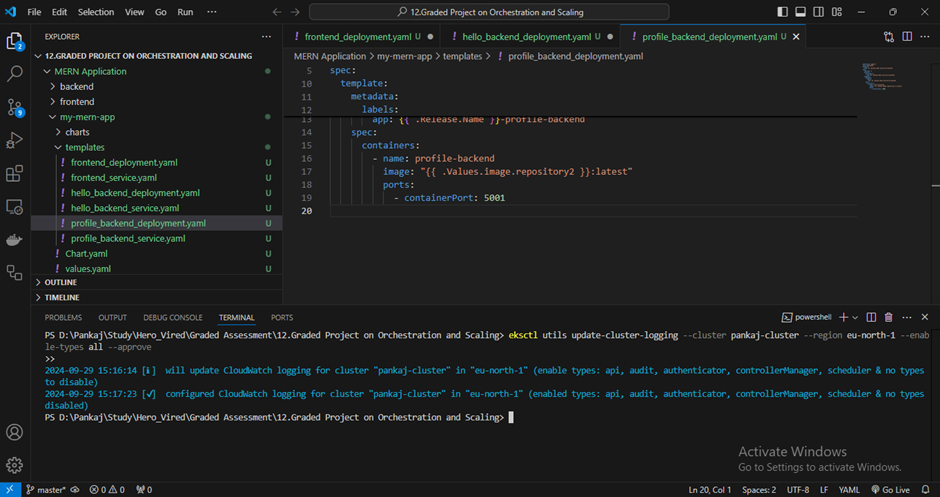 File Edit Selection View Go Run ··· 12.Graded Project on Orchestration and Scaling
EXPLORER ···
frontend_deployment.yaml U ● hello_backend_deployment.yaml U ● profile_backend_deployment.yaml U ×
12.GRADED PROJECT ON ORCHESTRATION AND SCALING
MERN Application > my-mern-app > templates > ! profile_backend_deployment.yaml
MERN Application
backend
frontend
my-mern-app
charts
templates
! frontend_deployment.yaml U
! frontend_service.yaml U
! hello_backend_deployment.yaml U
! hello_backend_service.yaml U
! profile_backend_deployment.yaml U
! profile_backend_service.yaml U
! Chart.yaml U
! values.yaml U
OUTLINE
TIMELINE
5 spec:
10 template:
11 metadata:
12 labels:
13 app: {{ .Release.Name }}-profile-backend
14 spec:
15 containers:
16 - name: profile-backend
17 image: "{{ .Values.image.repository2 }}:latest"
18 ports:
19 - containerPort: 5001
20
2
9
PROBLEMS OUTPUT DEBUG CONSOLE TERMINAL PORTS powershell
PS D:\Pankaj\Study\Hero_Vired\Graded Assessment\12.Graded Project on Orchestration and Scaling> eksctl utils update-cluster-logging --cluster pankaj-cluster --region eu-north-1 --enab
le-types all --approve
>>
2024-09-29 15:16:14 [ℹ] will update CloudWatch logging for cluster "pankaj-cluster" in "eu-north-1" (enable types: api, audit, authenticator, controllerManager, scheduler & no types
to disable)
2024-09-29 15:17:23 [✔] configured CloudWatch logging for cluster "pankaj-cluster" in "eu-north-1" (enabled types: api, audit, authenticator, controllerManager, scheduler & no types
disabled)
PS D:\Pankaj\Study\Hero_Vired\Graded Assessment\12.Graded Project on Orchestration and Scaling>
Activate Windows
Go to Settings to activate Windows.
master* 0 0 0 Ln 20, Col 1 Spaces: 2 UTF-8 LF YAML Go Live